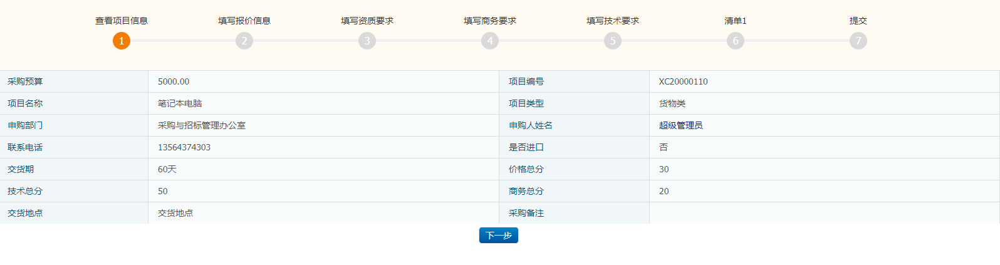 查看项目信息 填写报价信息 填写资质要求 填写商务要求 填写技术要求 清单1 提交
1 2 3 4 5 6 7
采购预算 5000.00 项目编号 XC20000110
项目名称 笔记本电脑 项目类型 货物类
申购部门 采购与招标管理办公室 申购人姓名 超级管理员
联系电话 13564374303 是否进口 否
交货期 60天 价格总分 30
技术总分 50 商务总分 20
交货地点 交货地点 采购备注
下一步